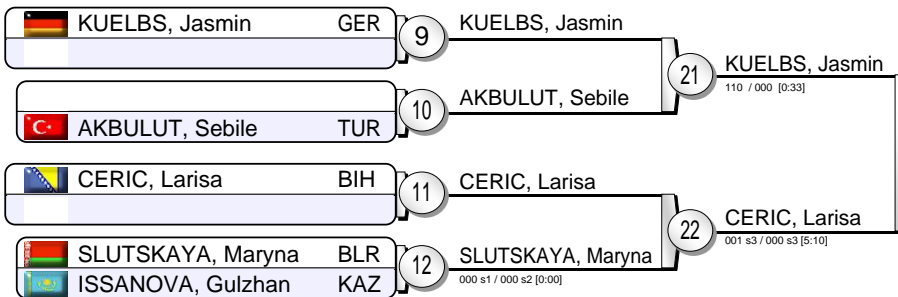 KUELBS, Jasmin GER
9
KUELBS, Jasmin
21
KUELBS, Jasmin
110 / 000 [0:33]
10
AKBULUT, Sebile
AKBULUT, Sebile TUR
CERIC, Larisa BIH
11
CERIC, Larisa
22
CERIC, Larisa
001 s3 / 000 s3 [5:10]
SLUTSKAYA, Maryna BLR
12
SLUTSKAYA, Maryna
000 s1 / 000 s2 [0:00]
ISSANOVA, Gulzhan KAZ